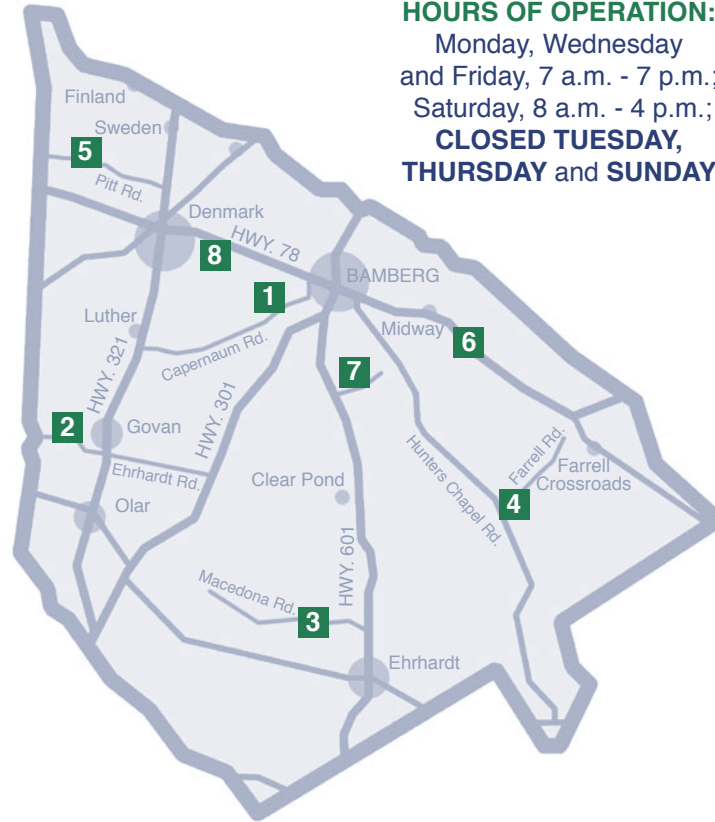 HOURS OF OPERATION:
Monday, Wednesday
and Friday, 7 a.m. - 7 p.m.;
Saturday, 8 a.m. - 4 p.m.;
CLOSED TUESDAY,
THURSDAY and SUNDAY
Finland
Sweden
5
Pitt Rd.
Denmark
HWY. 78
8
BAMBERG
1
Luther
Midway
6
Capernaum Rd.
HWY. 321
7
HWY. 301
2
Govan
Hunters Chapel Rd.
Farrell Rd.
Ehrhardt Rd.
Clear Pond
Farrell
Crossroads
Olar
4
HWY. 601
Macedona Rd.
3
Ehrhardt